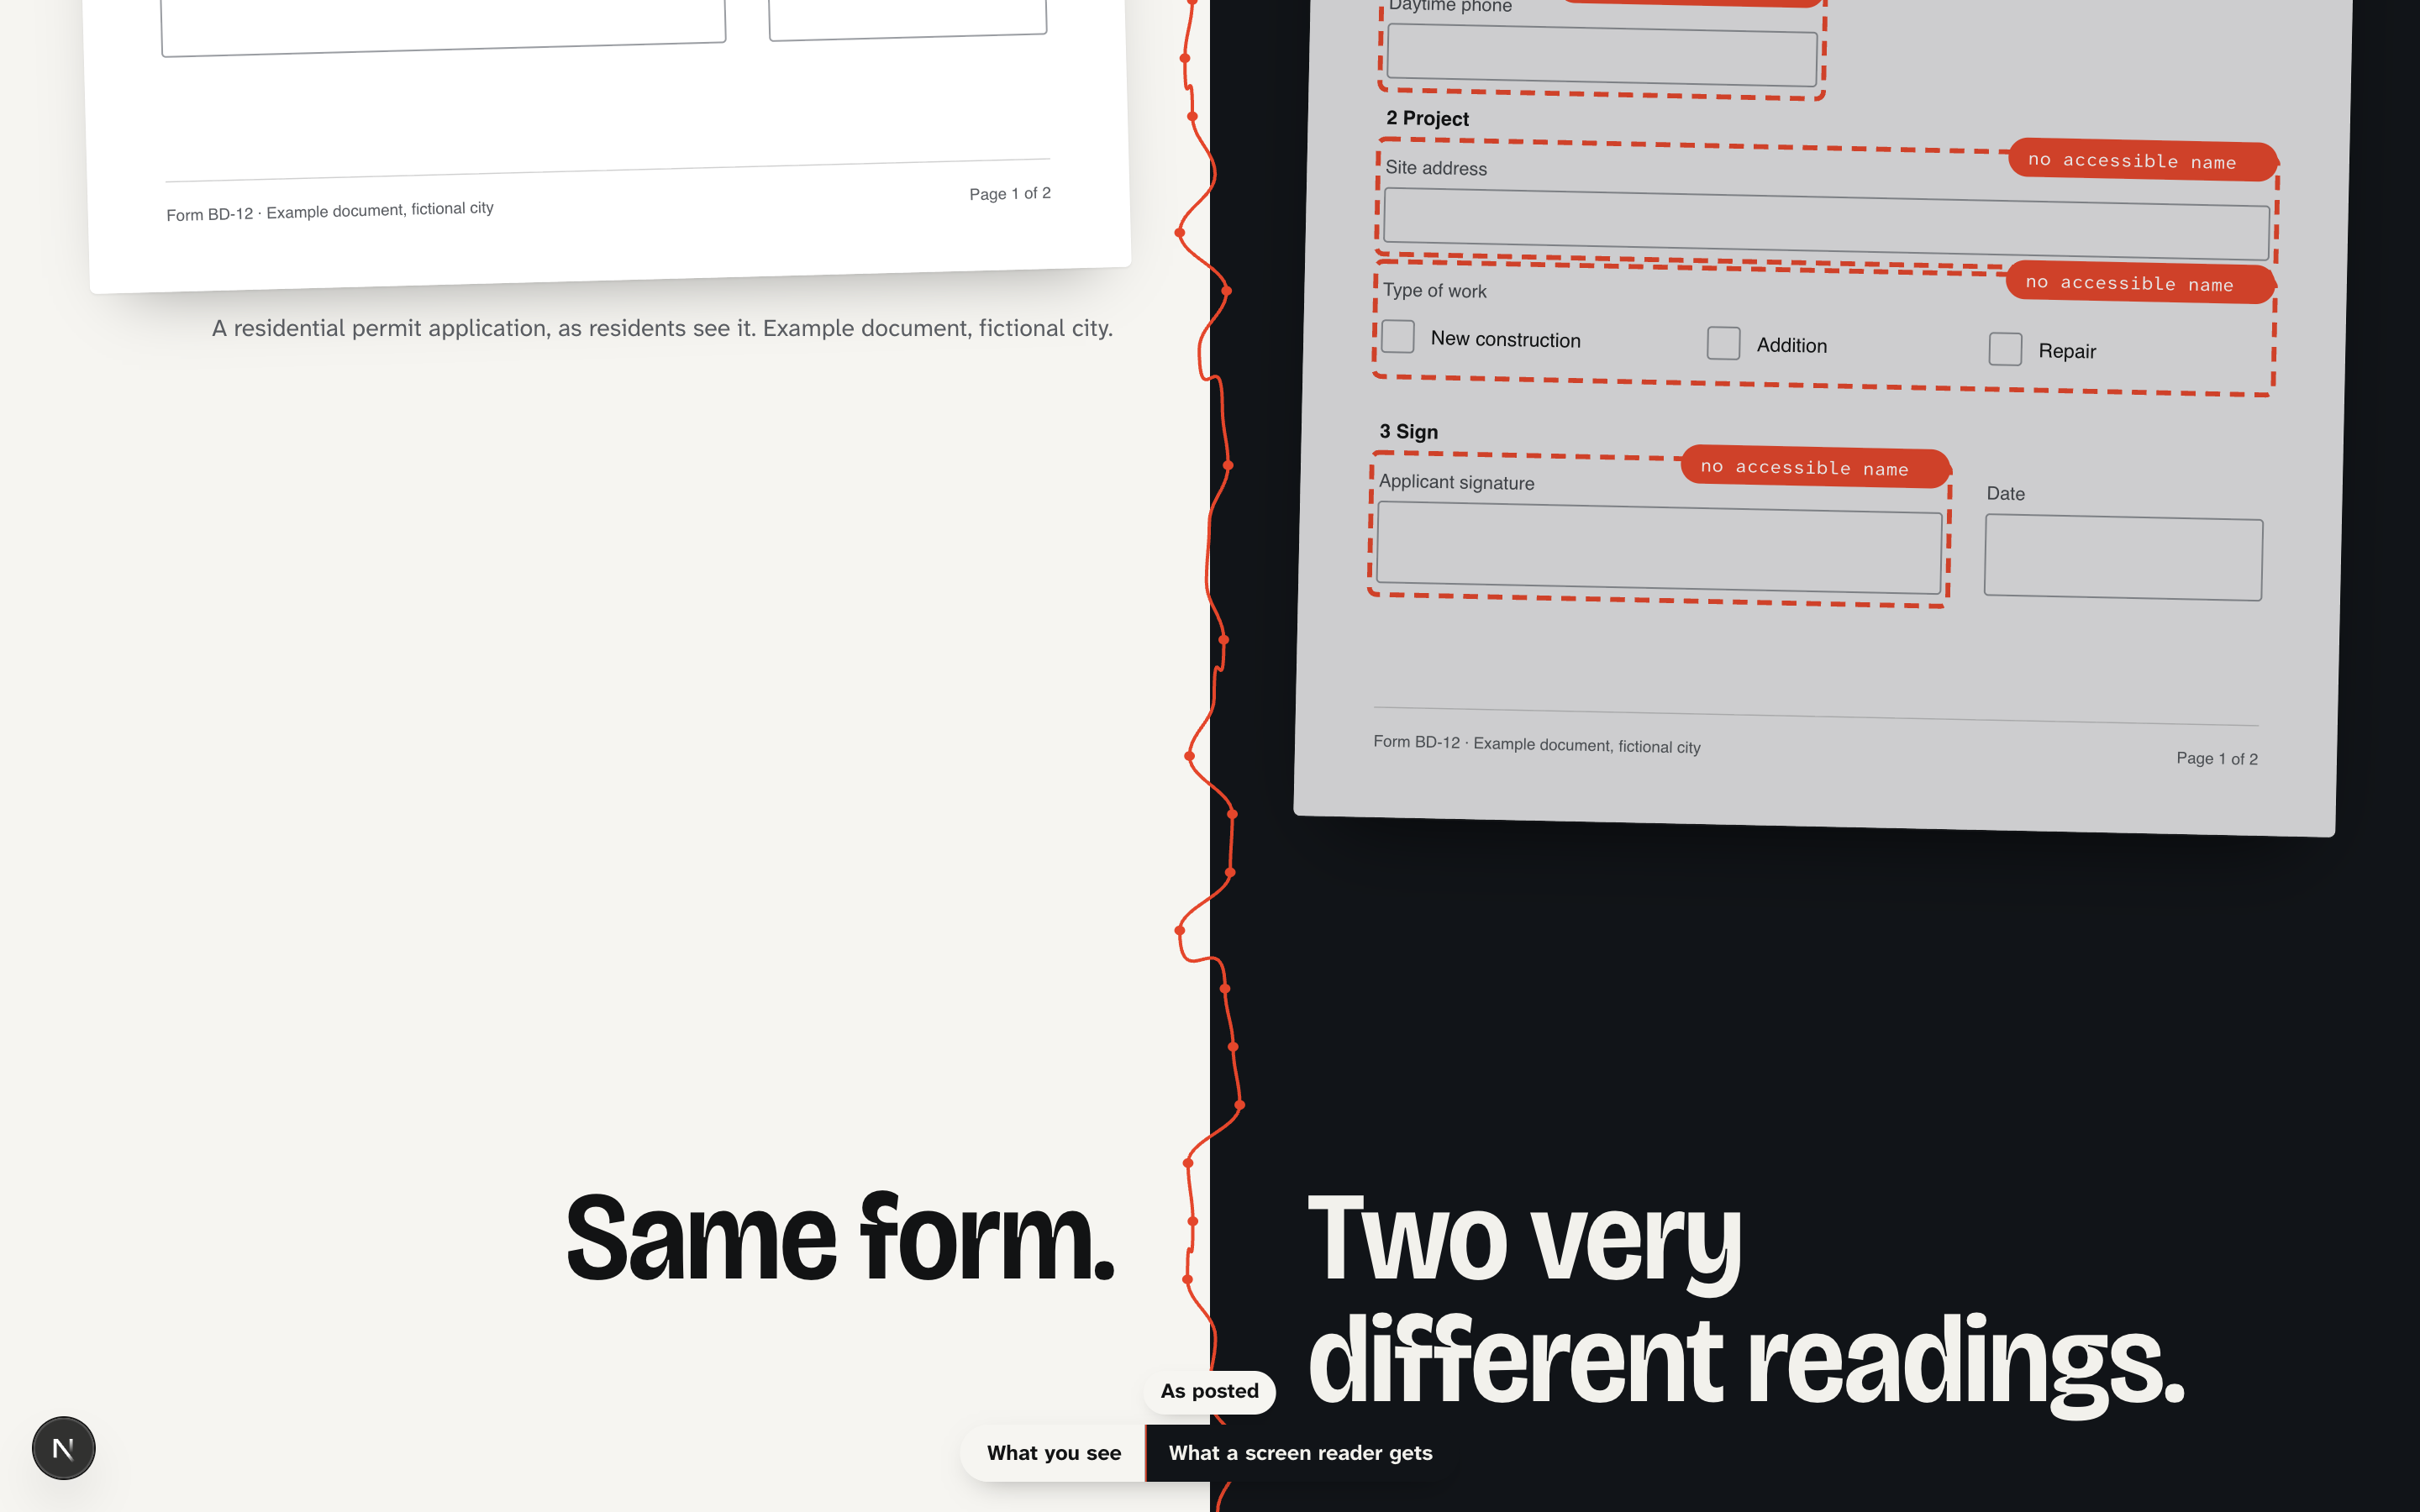 Form BD-12 · Example document, fictional city
Page 1 of 2
A residential permit application, as residents see it. Example document, fictional city.
Daytime phone
2 Project
no accessible name
Site address
no accessible name
Type of work
New construction
Addition
Repair
3 Sign
no accessible name
Applicant signature
Date
Form BD-12 · Example document, fictional city
Page 1 of 2
Same form.
Two very
different readings.
As posted
What you see
What a screen reader gets
N